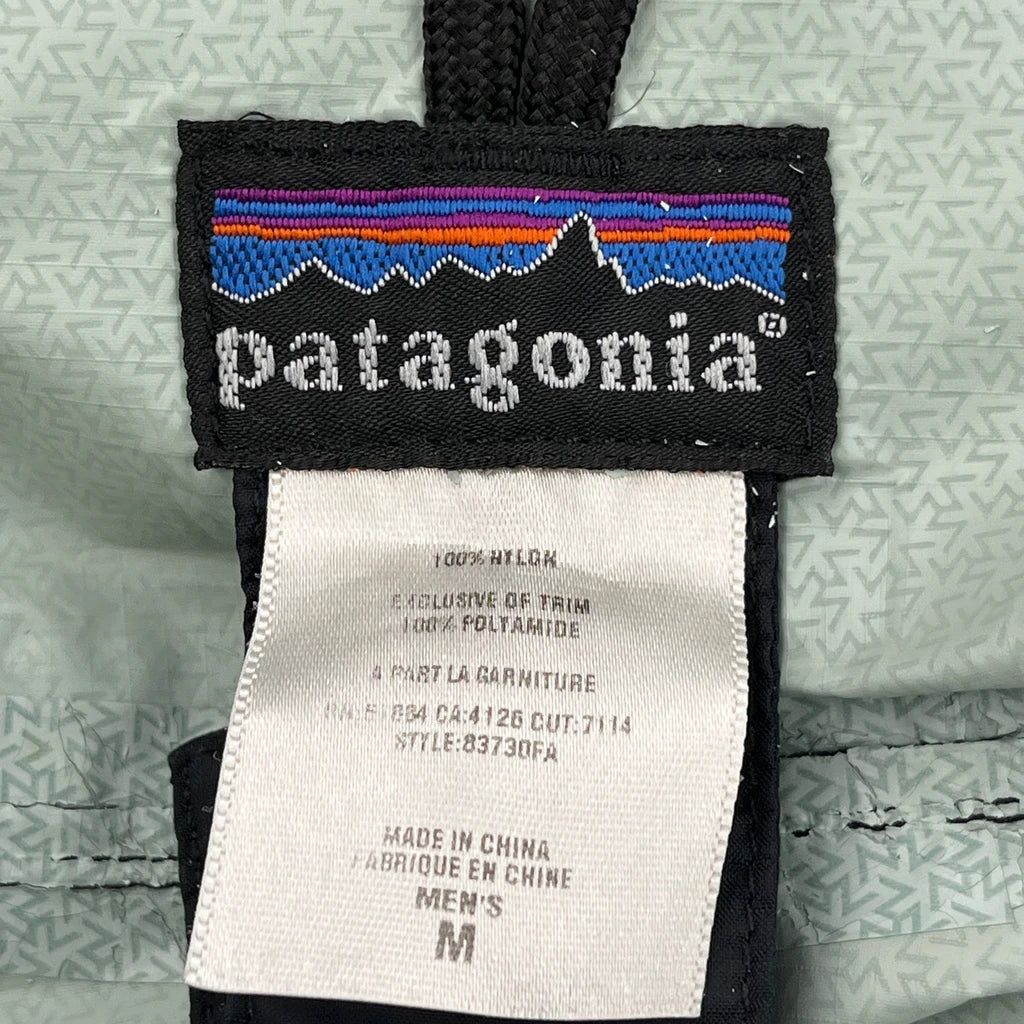 patagonia®
100% NYLON
EXCLUSIVE OF TRIM
100% POLYAMIDE
A PART LA GARNITURE
CA:4126 CUT:7114
STYLE:83730FA
MADE IN CHINA
FABRIQUE EN CHINE
MEN'S
M